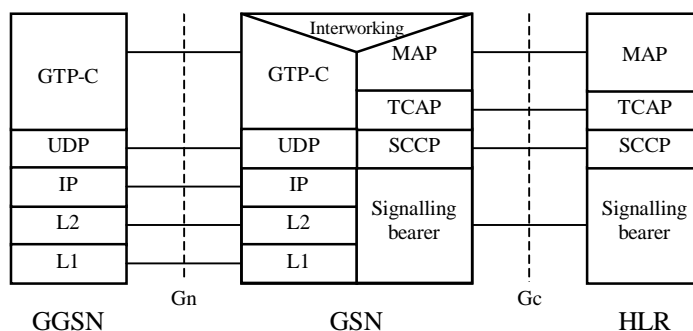 Interworking
GTP-C GTP-C MAP MAP
TCAP TCAP
UDP UDP SCCP SCCP
IP IP
L2 L2 Signalling bearer Signalling bearer
L1 L1
Gn Gc
GGSN GSN HLR